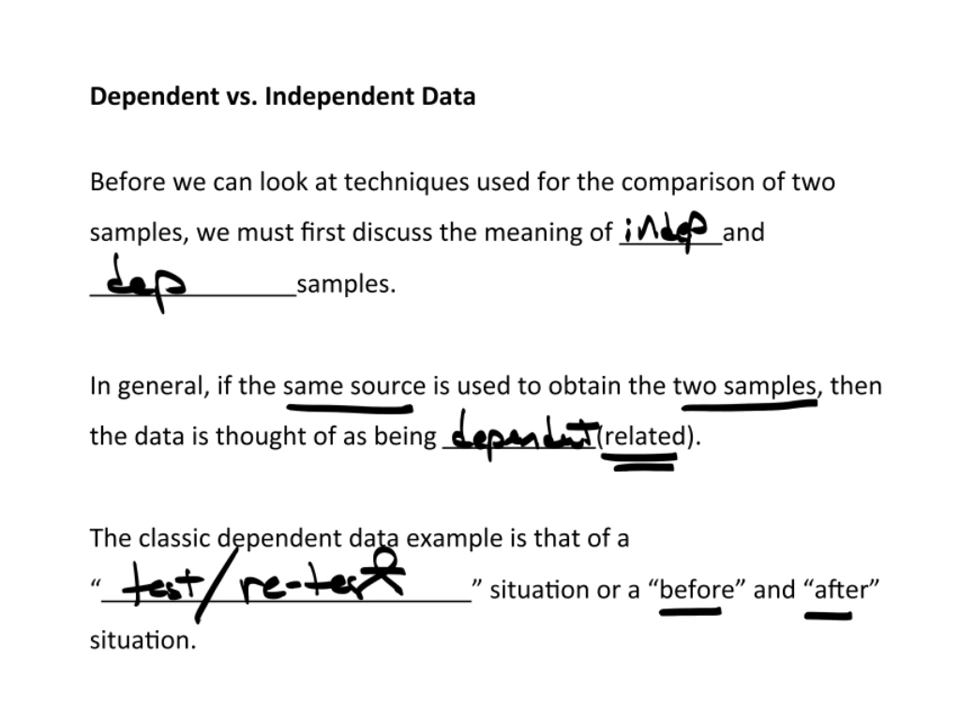 Dependent vs. Independent Data
Before we can look at techniques used for the comparison of two
samples, we must first discuss the meaning of indep and
dep samples.
In general, if the same source is used to obtain the two samples, then
the data is thought of as being dependent (related).
The classic dependent data example is that of a
“test/re-test” situation or a “before” and “after”
situation.